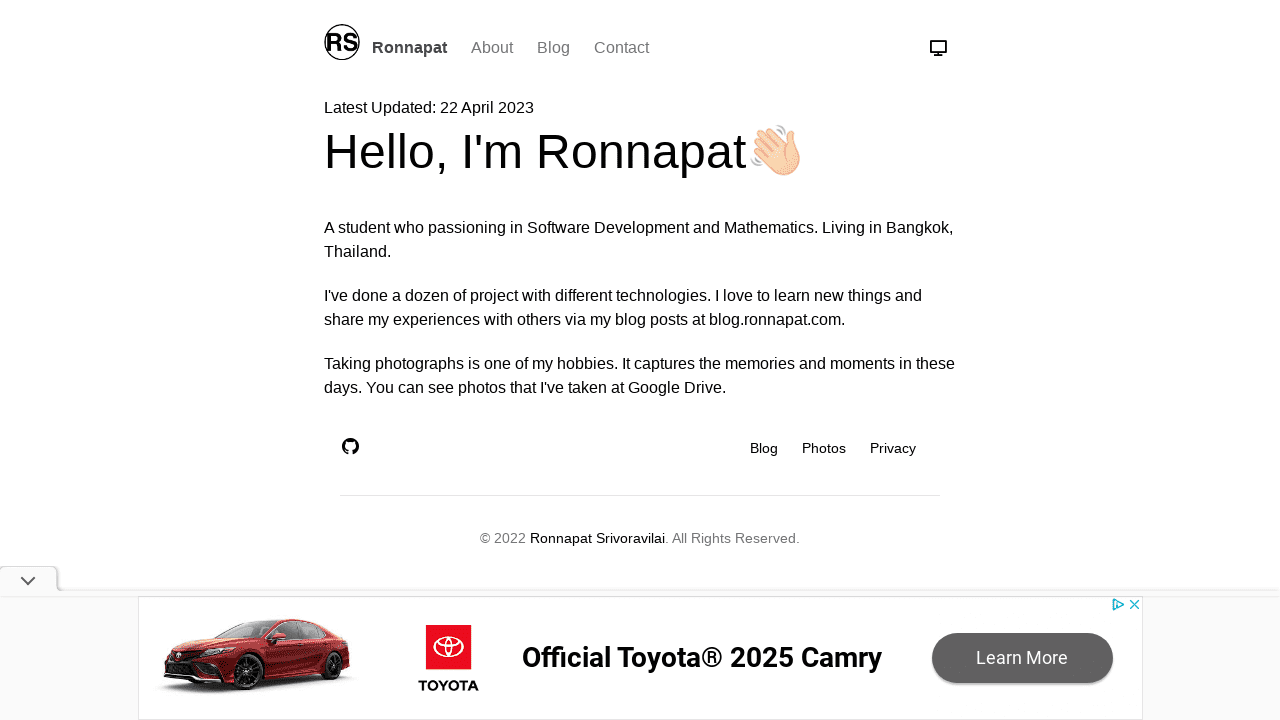 RS
Ronnapat About Blog Contact
Latest Updated: 22 April 2023
Hello, I'm Ronnapat👋🏻
A student who passioning in Software Development and Mathematics. Living in Bangkok,
Thailand.
I've done a dozen of project with different technologies. I love to learn new things and
share my experiences with others via my blog posts at blog.ronnapat.com.
Taking photographs is one of my hobbies. It captures the memories and moments in these
days. You can see photos that I've taken at Google Drive.
Blog Photos Privacy
© 2022 Ronnapat Srivoravilai. All Rights Reserved.
TOYOTA
Official Toyota® 2025 Camry
Learn More